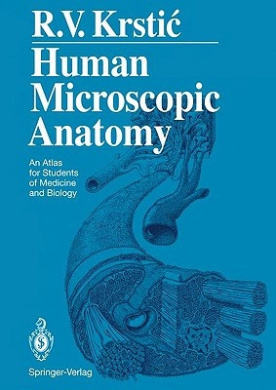 R.V. Krstić
Human
Microscopic
Anatomy
An Atlas
for Students
of Medicine
and Biology
Springer-Verlag